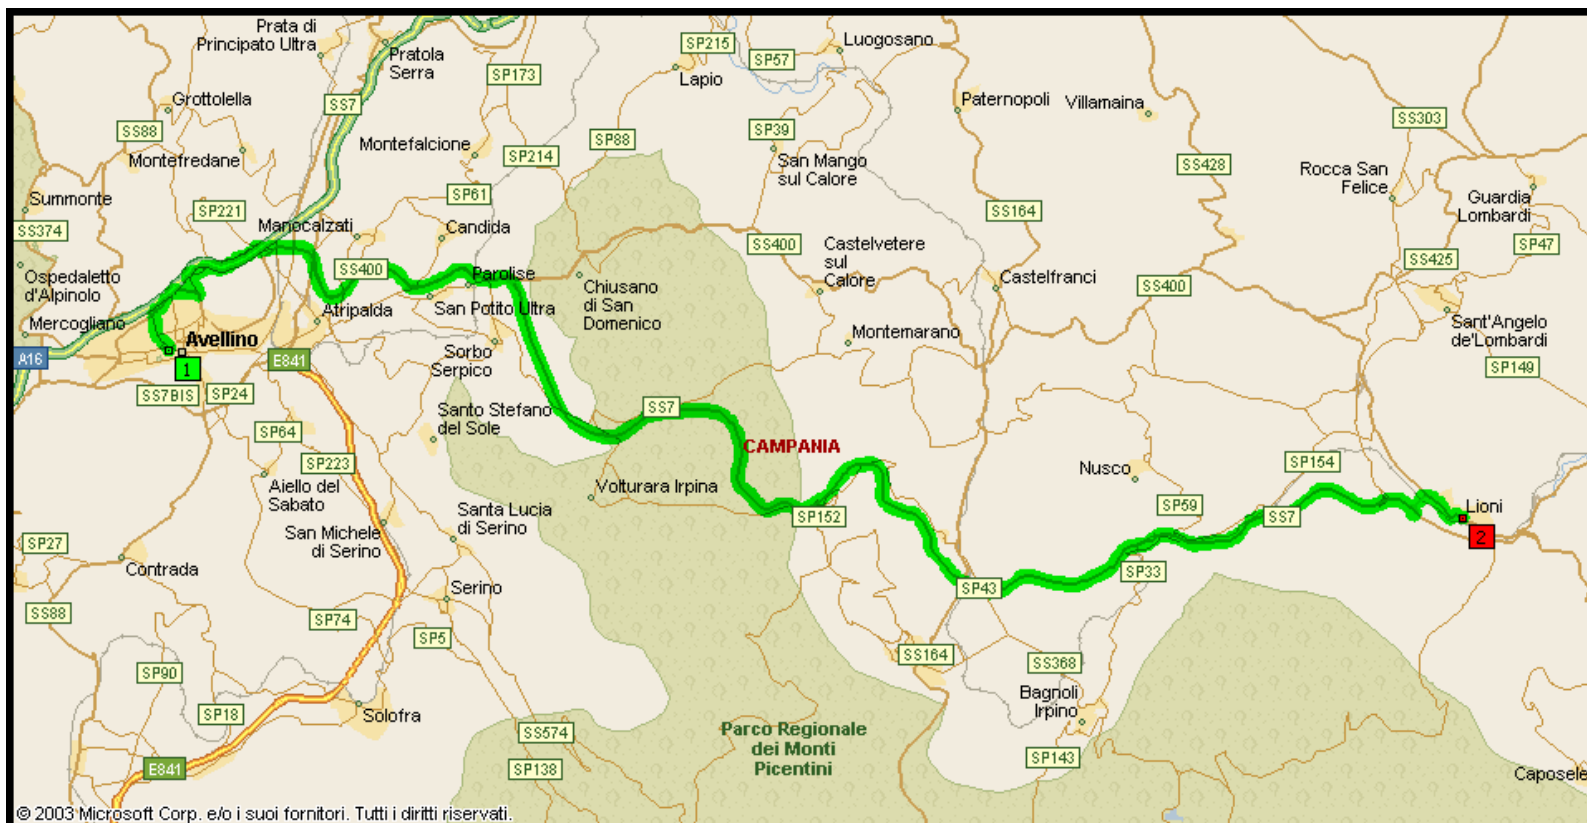 Prata di
Principato Ultra
Pratola
Serra
SP215
Luogosano
SP57
Lapio
SP173
Grottolella
SS7
Paternopoli
Villamaina
SS88
SP39
SS303
Montefalcione
SP88
Montefredane
SP214
San Mango
sul Calore
SS428
Rocca San
Felice
Summonte
SP61
Guardia
Lombardi
SP221
SS164
Manocalzati
Candida
SS374
SS400
Castelvetere
sul
Calore
SP47
SS425
Ospedaletto
d'Alpinolo
SS400
Parolise
Chiusano
di San
Domenico
Castelfranci
SS400
San Potito Ultra
Atripalda
Mercogliano
Avellino
Montemarano
Sant'Angelo
de'Lombardi
A16
1
E841
Sorbo
Serpico
SP149
SS7BIS
SP24
SS7
Santo Stefano
del Sole
SP64
CAMPANIA
SP223
SP154
Nusco
Aiello del
Sabato
Volturara Irpina
Santa Lucia
di Serino
SP152
SP59
SS7
Lioni
San Michele
di Serino
2
SP27
Contrada
SP33
Serino
SP43
SS88
SP74
SP5
SS164
SS368
SP90
Bagnoli
Irpino
SP18
Solofra
SS574
Parco Regionale
dei Monti
Picentini
SP143
E841
SP138
Caposele
© 2003 Microsoft Corp. e/o i suoi fornitori. Tutti i diritti riservati.